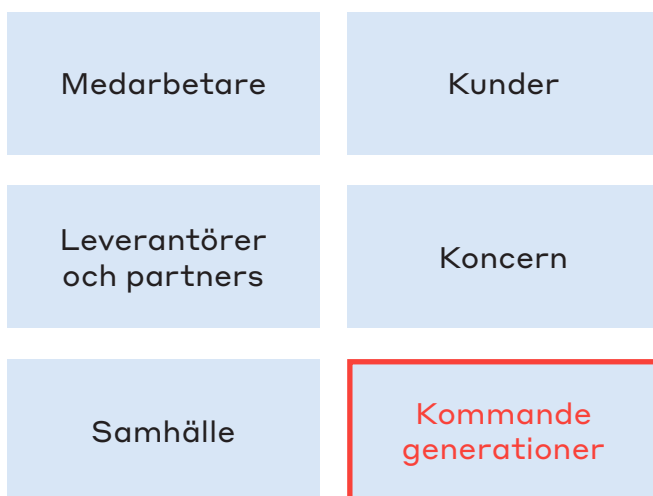 Medarbetare
Kunder
Leverantörer
och partners
Koncern
Samhälle
Kommande
generationer